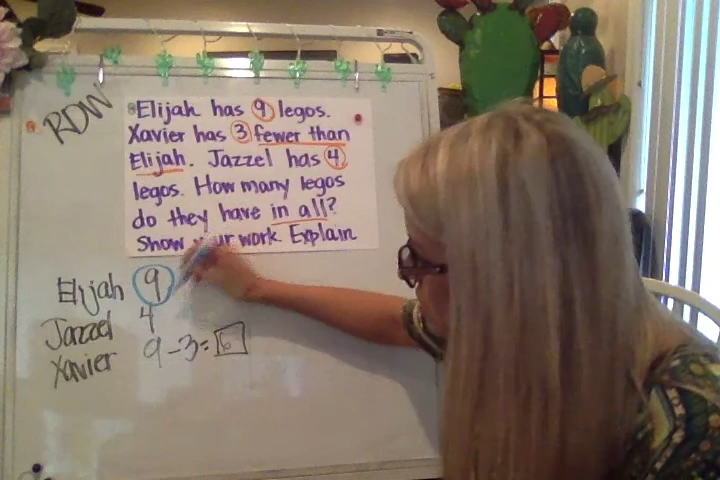 RDW
Elijah has 9 legos.
Xavier has 3 fewer than
Elijah. Jazzel has 4
legos. How many legos
do they have in all?
Show your work. Explain
Elijah 9
Jazzel 4
Xavier 9-3=6